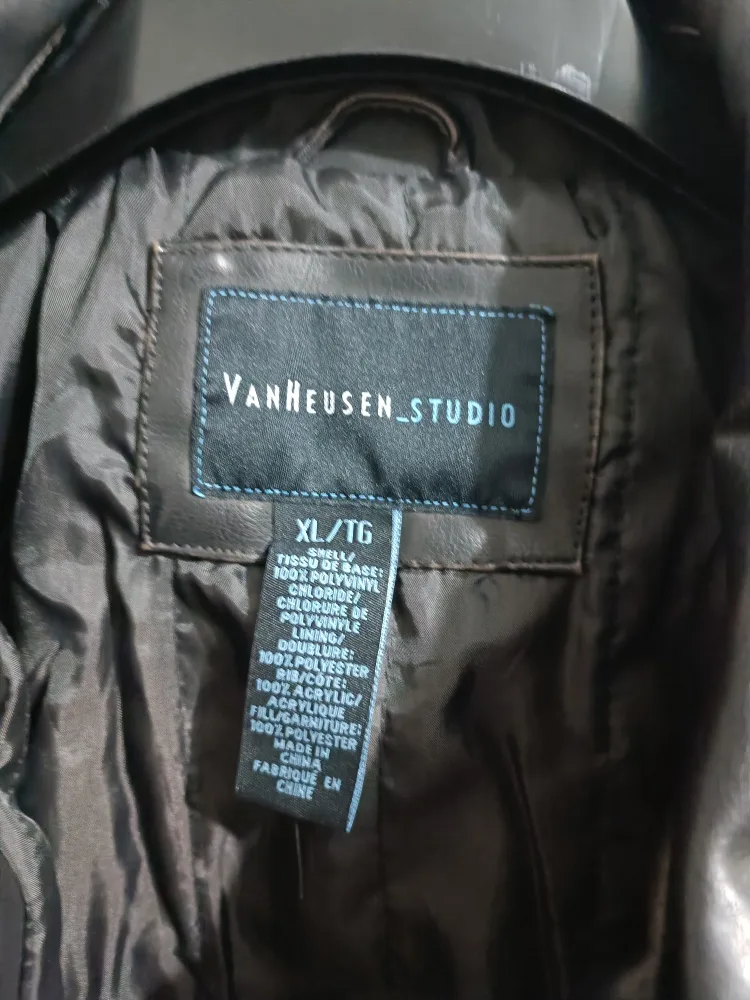 VANHEUSEN_STUDIO
XL/TG
SHELL/
TISSU DE BASE:
100% POLYVINYL
CHLORIDE/
CHLORURE DE
POLYVINYLE
LINING/
DOUBLURE:
100% POLYESTER
RIB/CÔTE:
100% ACRYLIC/
ACRYLIQUE
FILL/GARNITURE:
100% POLYESTER
MADE IN
CHINA
FABRIQUÉ EN
CHINE